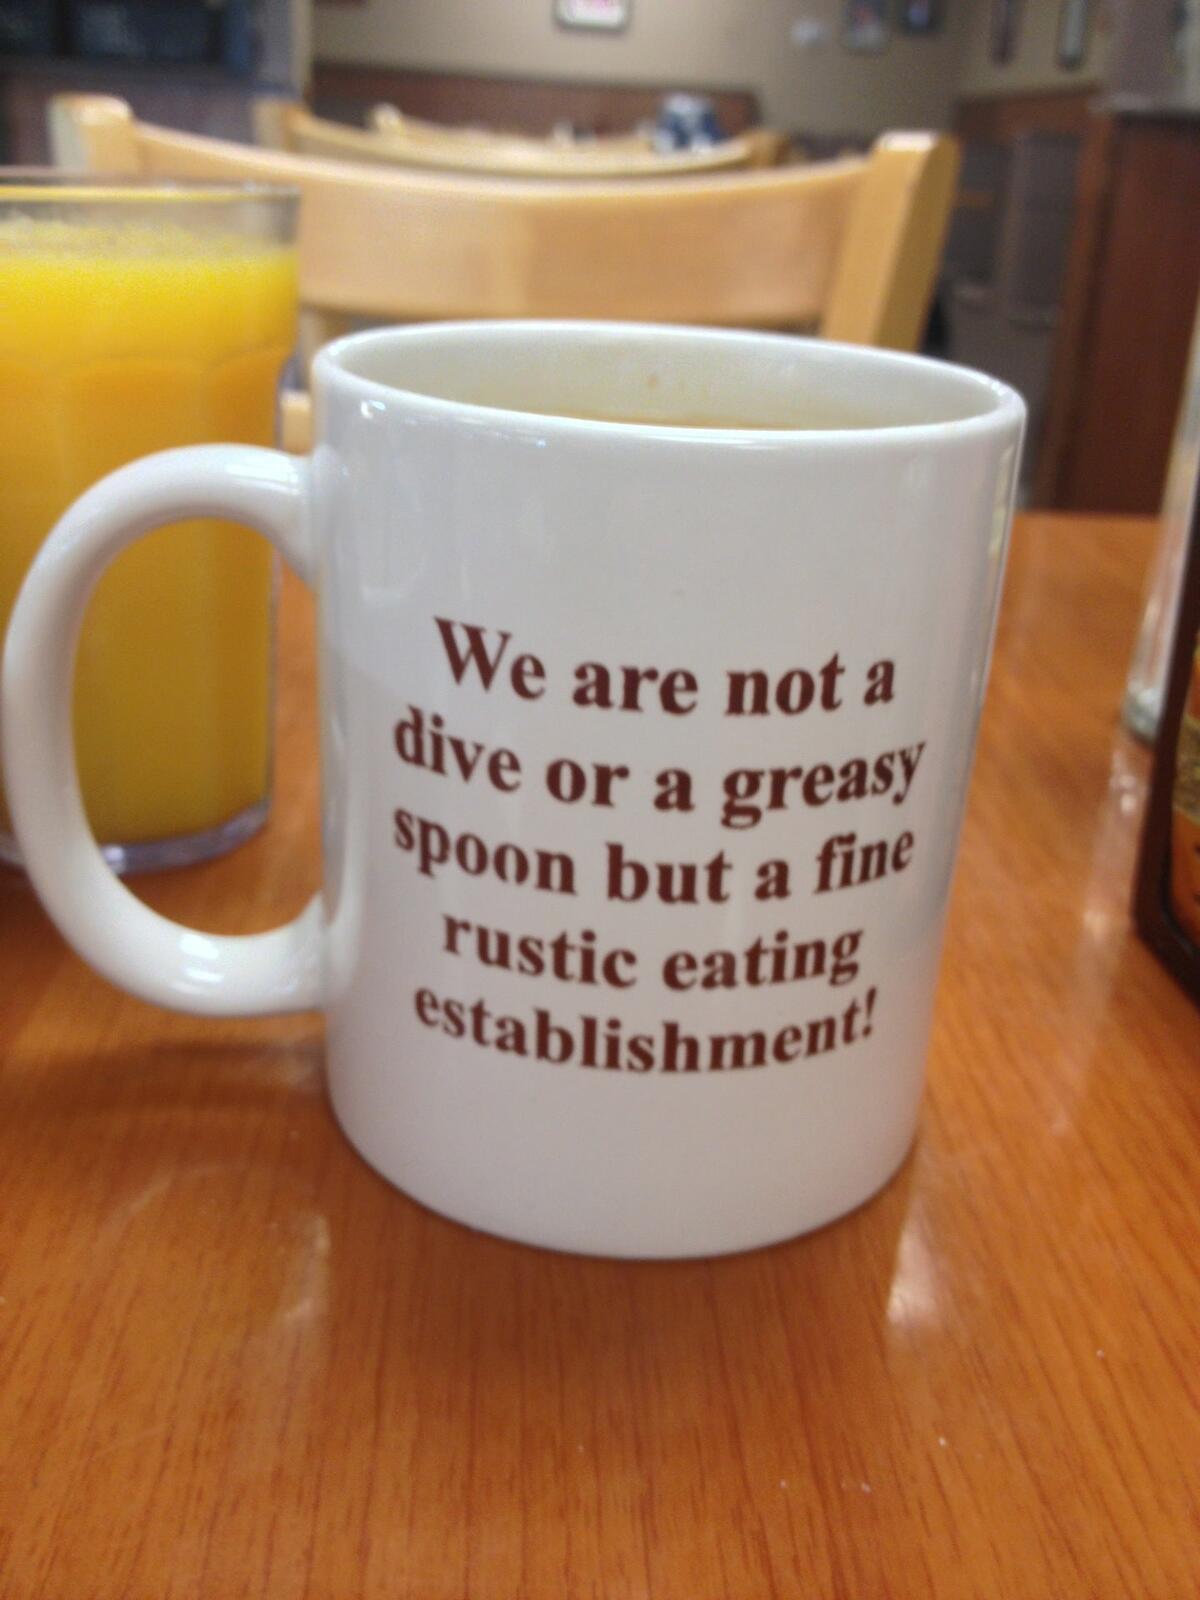 We are not a
dive or a greasy
spoon but a fine
rustic eating
establishment!